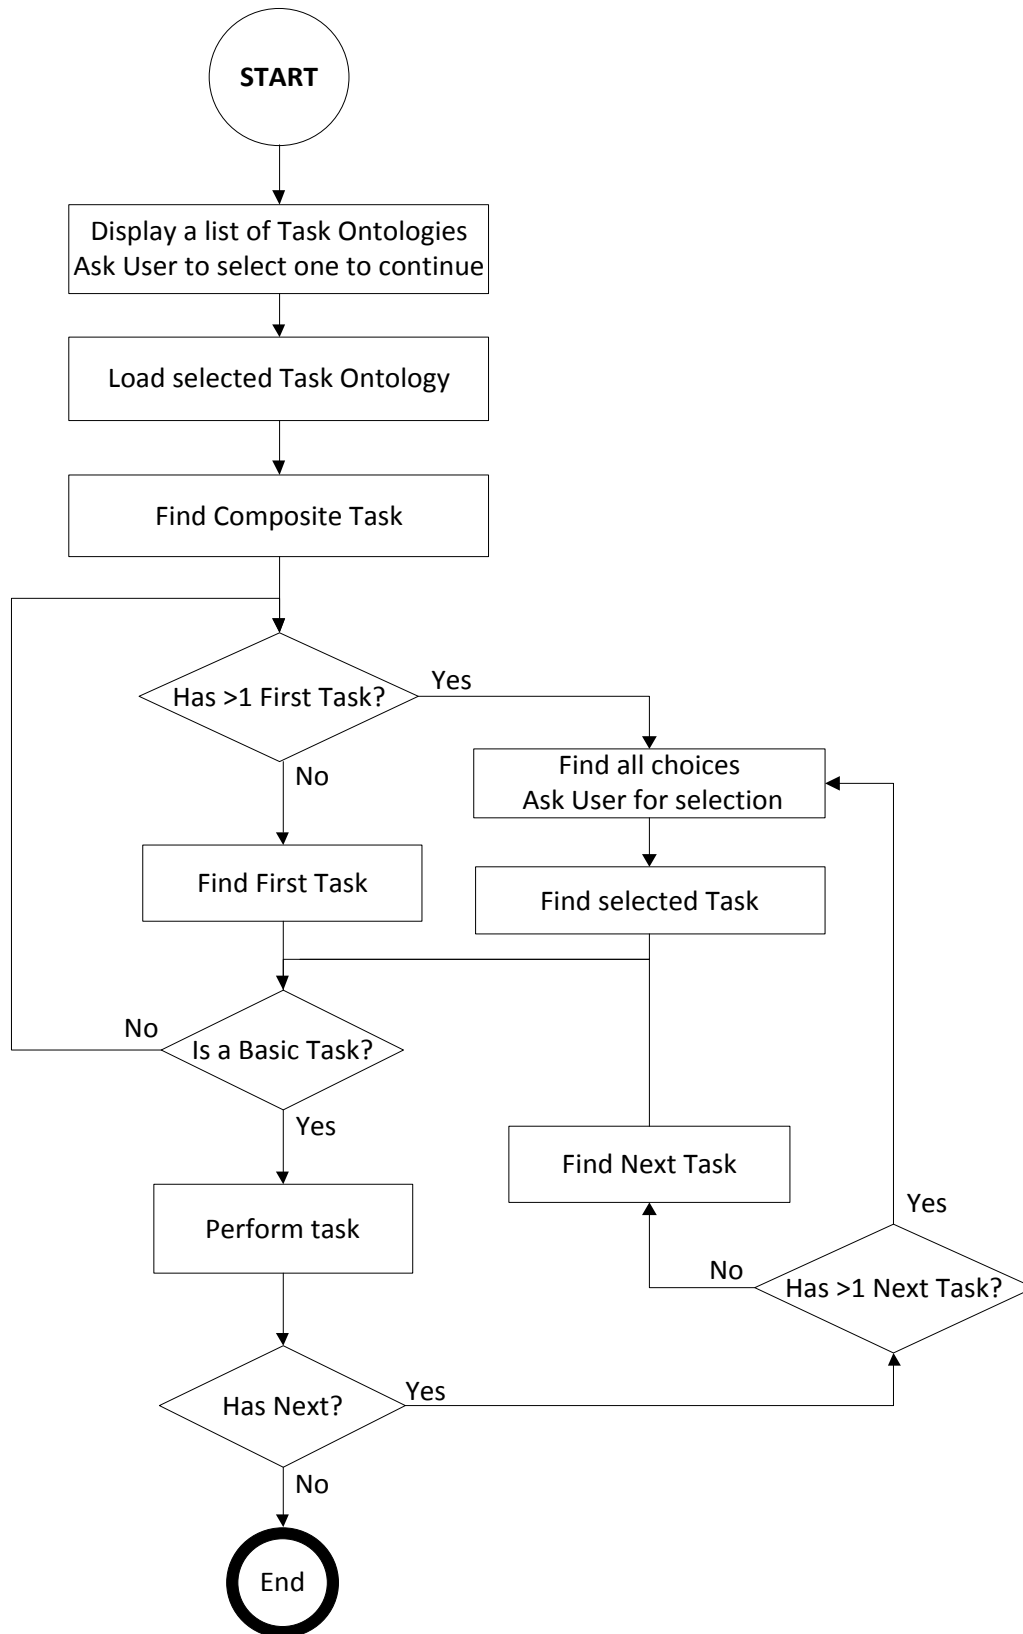 START
Display a list of Task Ontologies
Ask User to select one to continue
Load selected Task Ontology
Find Composite Task
Has >1 First Task?
Yes
No
Find all choices
Ask User for selection
Find First Task
Find selected Task
No
Is a Basic Task?
Yes
Find Next Task
Perform task
Yes
No
Has >1 Next Task?
Has Next?
Yes
No
End